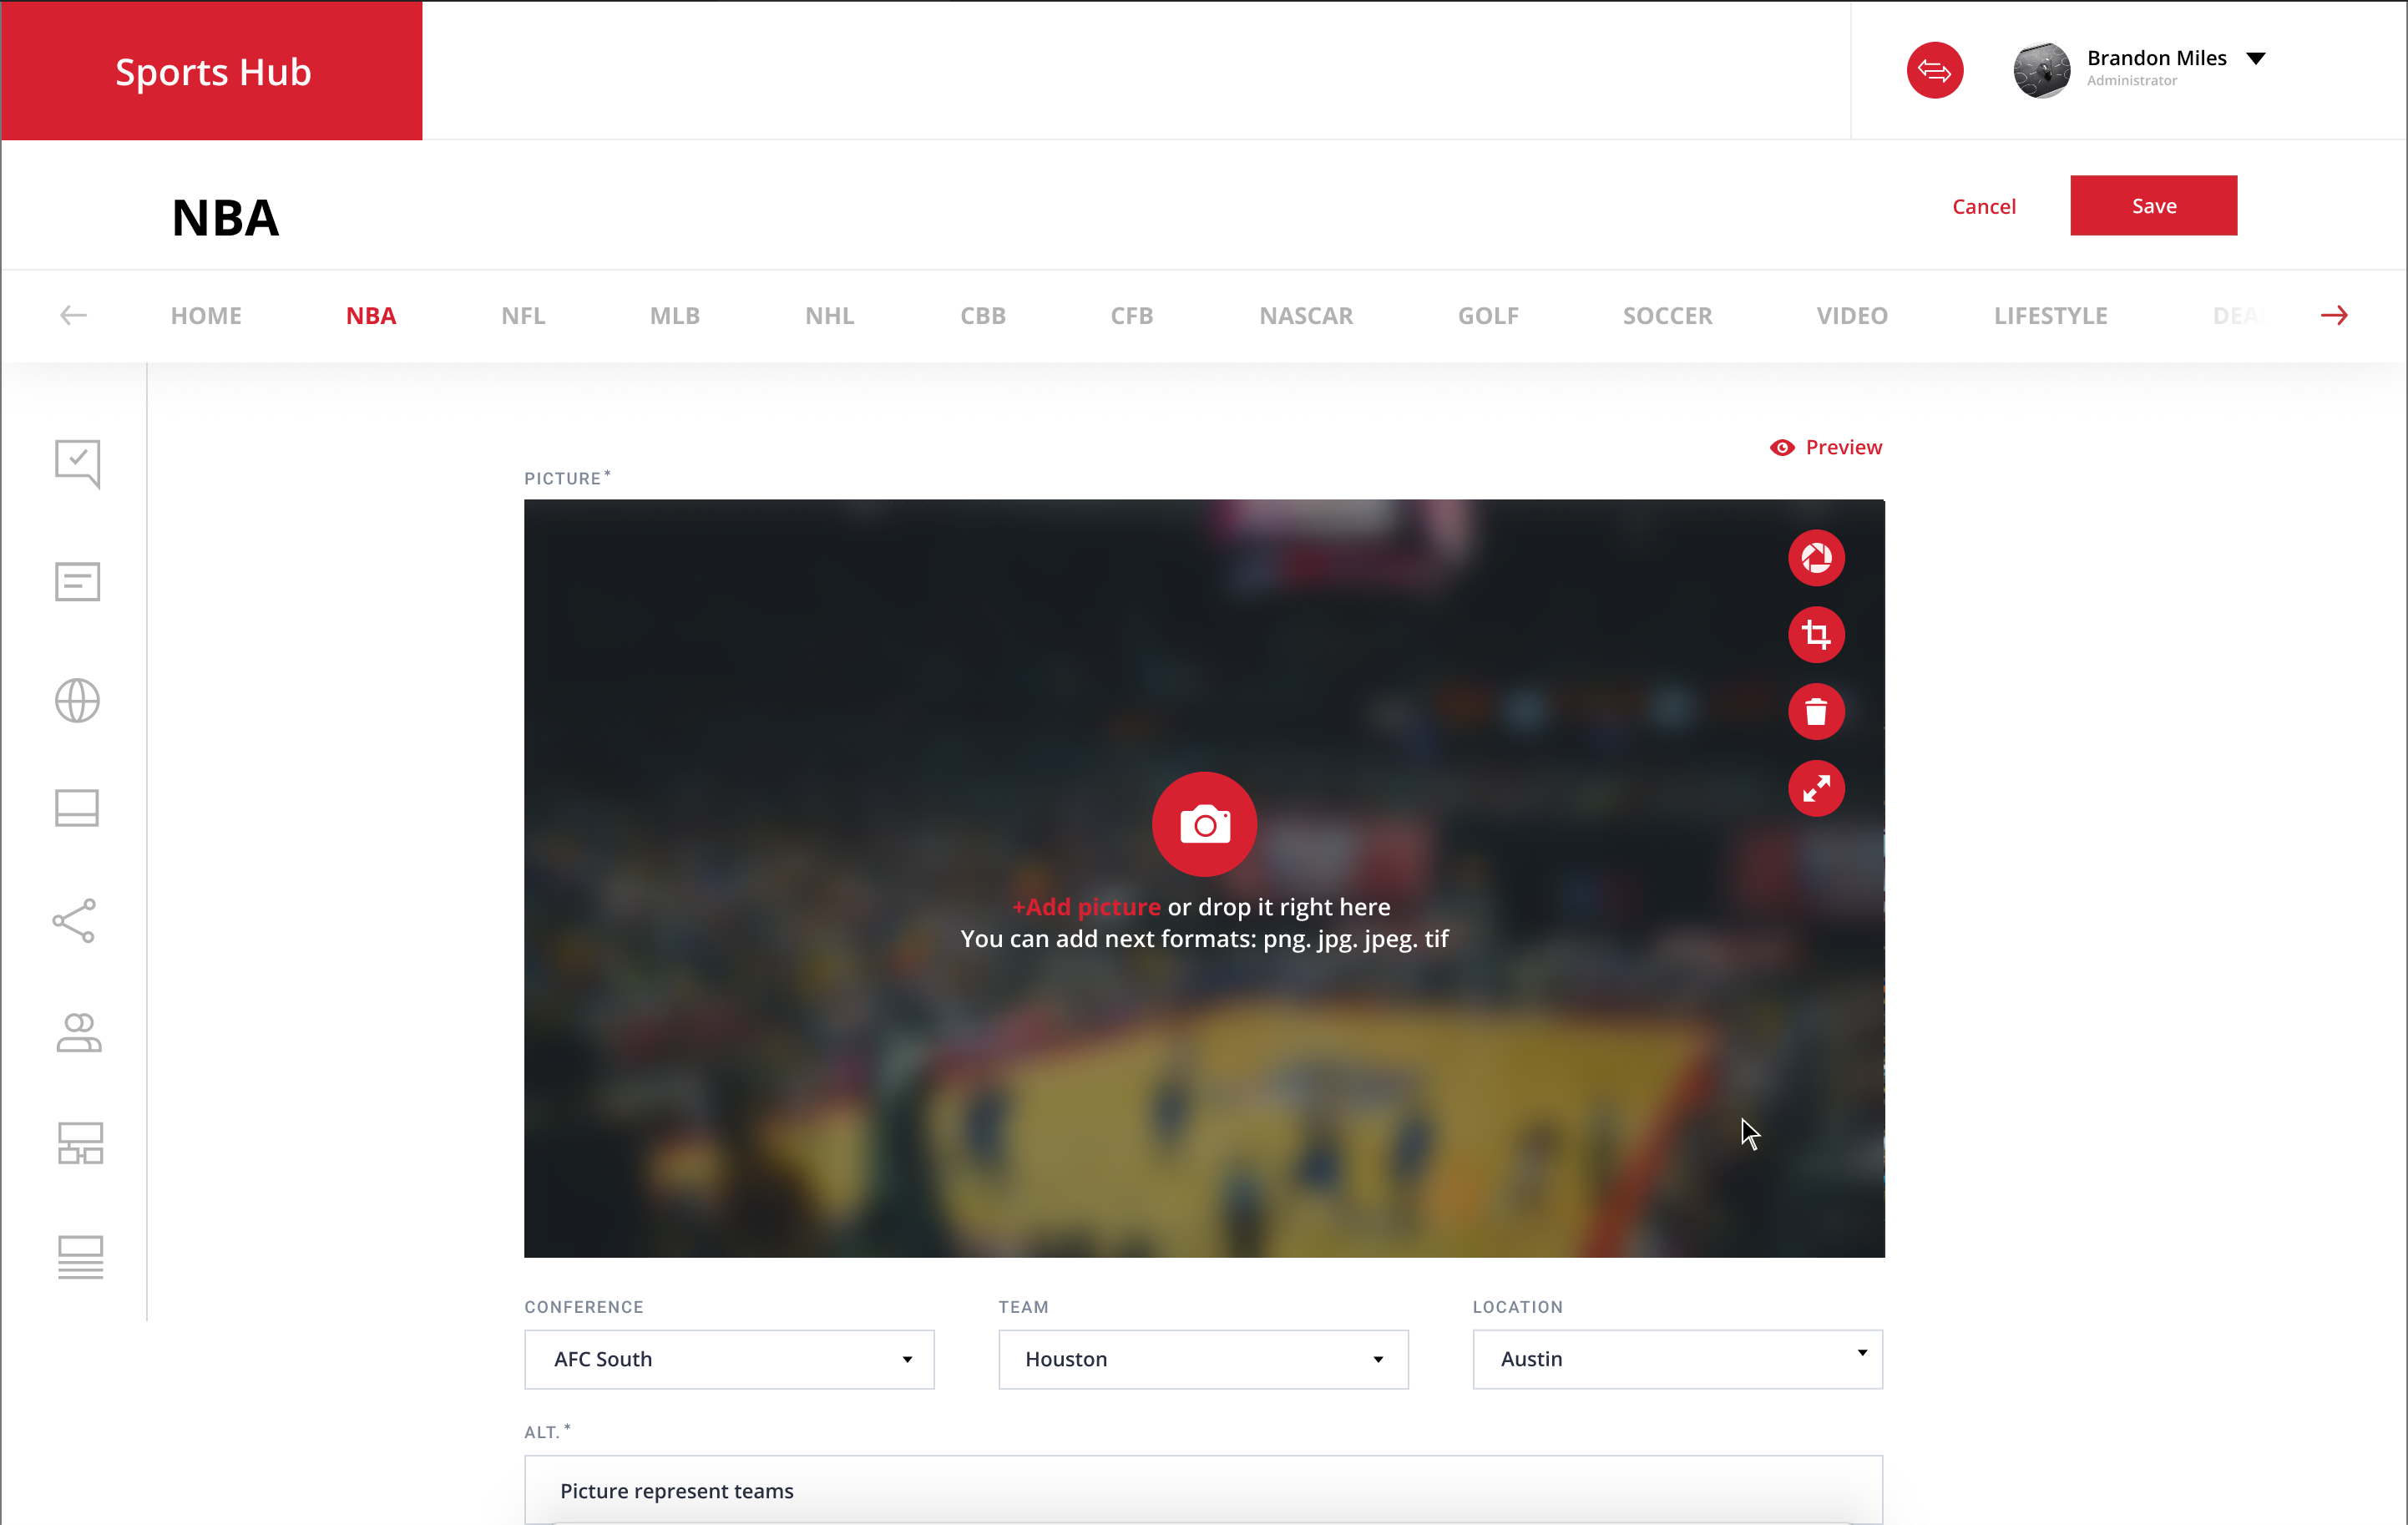 Sports Hub
Brandon Miles
Administrator
NBA
Cancel
Save
HOME NBA NFL MLB NHL CBB CFB NASCAR GOLF SOCCER VIDEO LIFESTYLE
Preview
PICTURE*
+Add picture or drop it right here
You can add next formats: png. jpg. jpeg. tif
CONFERENCE TEAM LOCATION
AFC South Houston Austin
ALT.*
Picture represent teams